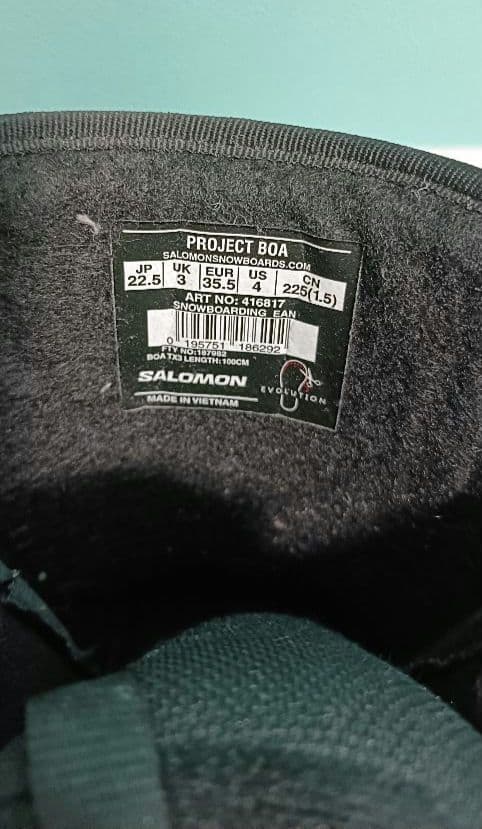 PROJECT BOA
SALOMONSNOWBOARDS.COM
JP UK EUR US CN
22.5 3 35.5 4 225(1.5)
ART NO: 416817
SNOWBOARDING EAN
0 195751 186292
FTY NO:187982
BOA TX3 LENGTH:100CM
SALOMON
EVOLUTION
MADE IN VIETNAM